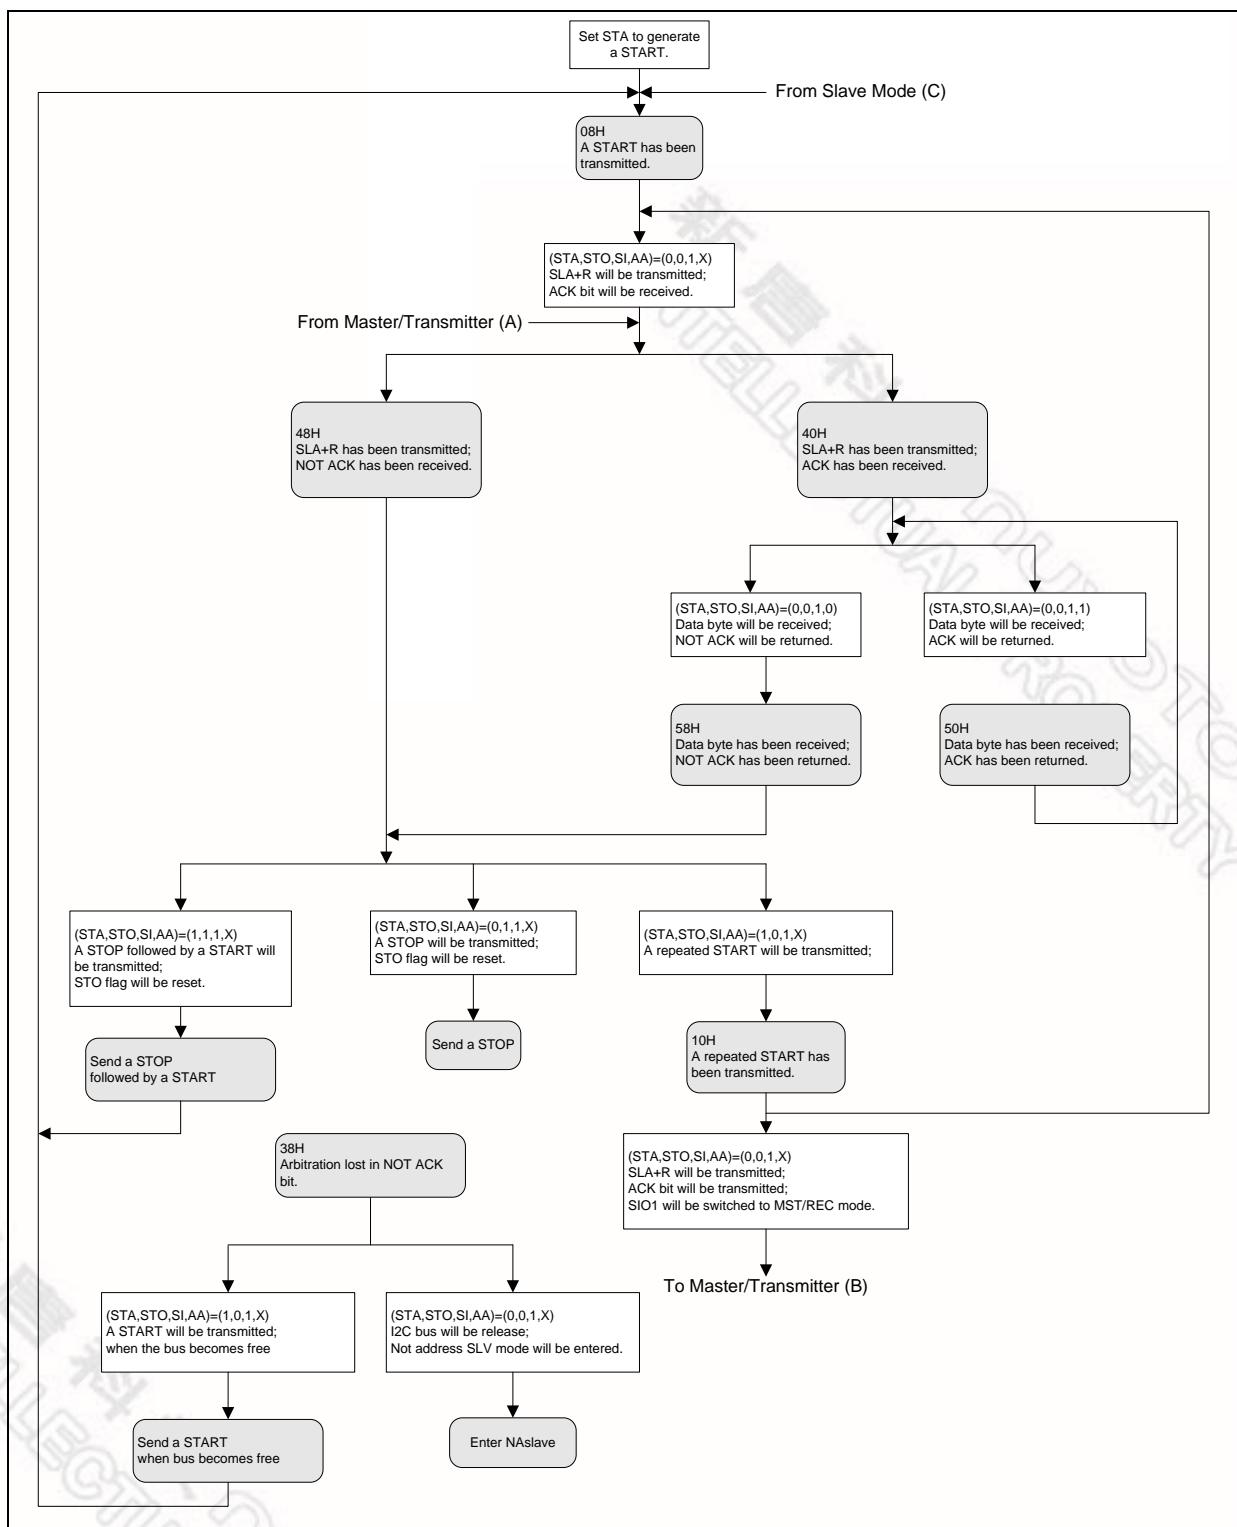 Set STA to generate
a START.
From Slave Mode (C)
08H
A START has been
transmitted.
(STA,STO,SI,AA)=(0,0,1,X)
SLA+R will be transmitted;
ACK bit will be received.
From Master/Transmitter (A)
48H
SLA+R has been transmitted;
NOT ACK has been received.
40H
SLA+R has been transmitted;
ACK has been received.
(STA,STO,SI,AA)=(0,0,1,0)
Data byte will be received;
NOT ACK will be returned.
(STA,STO,SI,AA)=(0,0,1,1)
Data byte will be received;
ACK will be returned.
58H
Data byte has been received;
NOT ACK has been returned.
50H
Data byte has been received;
ACK has been returned.
(STA,STO,SI,AA)=(1,1,1,X)
A STOP followed by a START will
be transmitted;
STO flag will be reset.
(STA,STO,SI,AA)=(0,1,1,X)
A STOP will be transmitted;
STO flag will be reset.
(STA,STO,SI,AA)=(1,0,1,X)
A repeated START will be transmitted;
Send a STOP
followed by a START
Send a STOP
10H
A repeated START has
been transmitted.
38H
Arbitration lost in NOT ACK
bit.
(STA,STO,SI,AA)=(0,0,1,X)
SLA+R will be transmitted;
ACK bit will be transmitted;
SIO1 will be switched to MST/REC mode.
To Master/Transmitter (B)
(STA,STO,SI,AA)=(1,0,1,X)
A START will be transmitted;
when the bus becomes free
(STA,STO,SI,AA)=(0,0,1,X)
I2C bus will be release;
Not address SLV mode will be entered.
Send a START
when bus becomes free
Enter NAslave